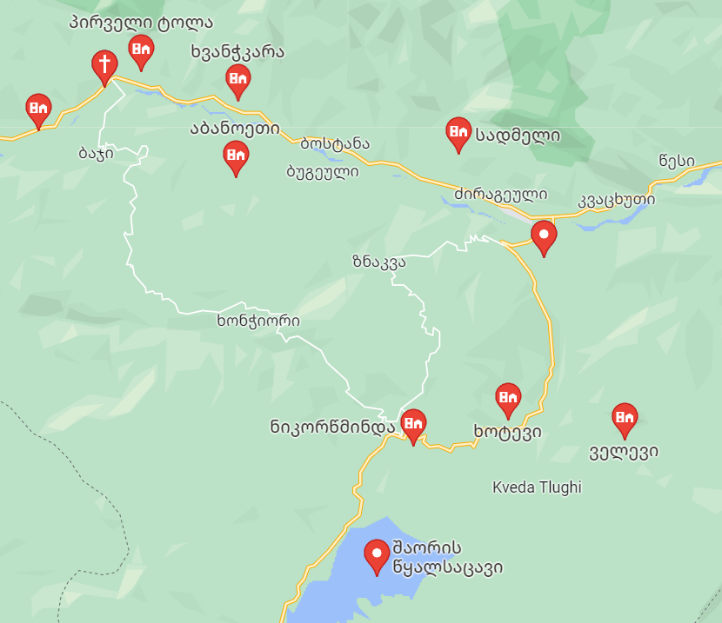 პირველი ტოლა
ხვანჭკარა
აბანოეთი
ბოსტანა
სადმელი
ბაჯი
ბუგეული
წესი
ძირაგეული
კვაცხუთი
ზნაკვა
ხონჭიორი
ნიკორწმინდა
ხოტევი
ველევი
Kveda Tlughi
შაორის
წყალსაცავი